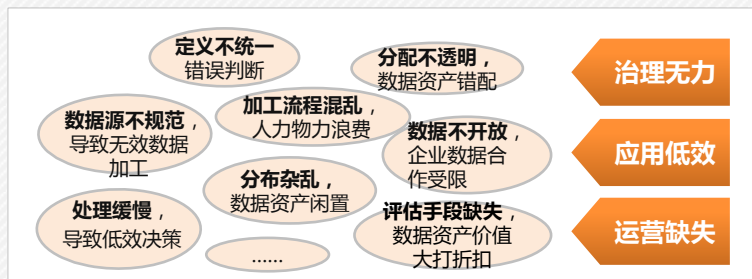 定义不统一
错误判断
分配不透明，
数据资产错配
治理无力
加工流程混乱，
人力物力浪费
数据源不规范，
导致无效数据
加工
数据不开放，
企业数据合
作受限
应用低效
分布杂乱，
数据资产闲置
处理缓慢，
导致低效决策
评估手段缺失，
数据资产价值
大打折扣
运营缺失
……